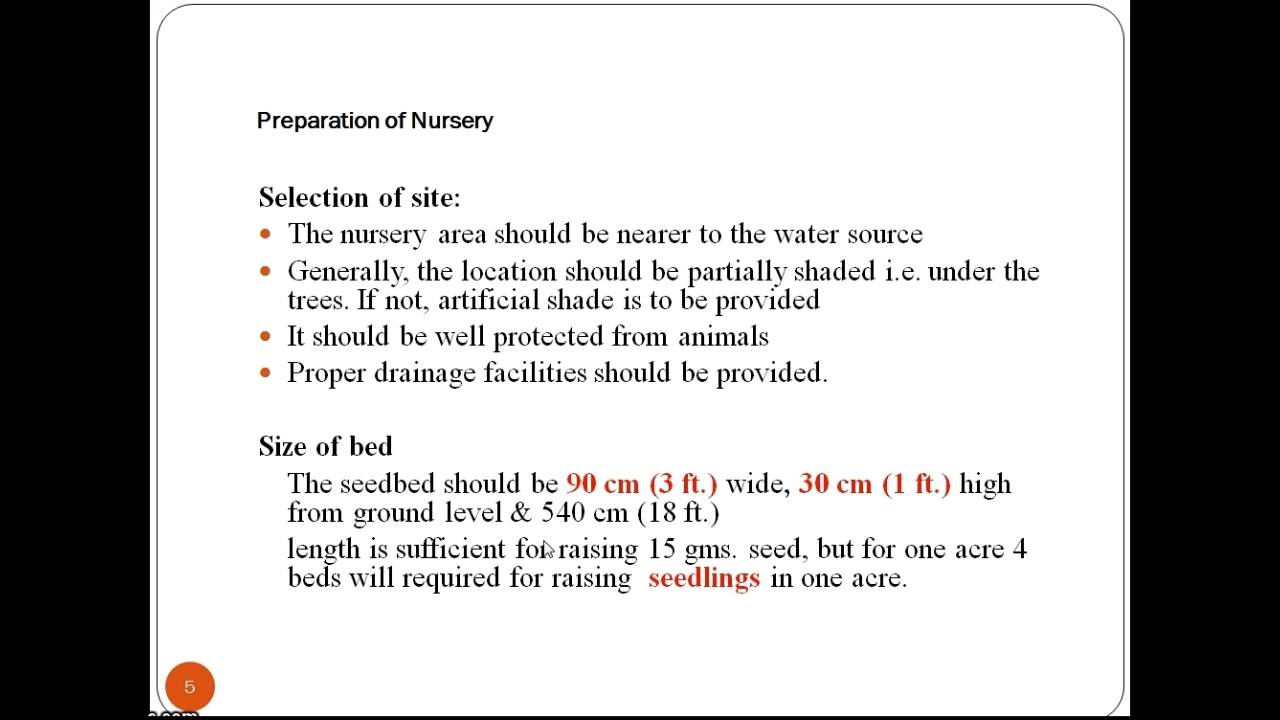 Preparation of Nursery
Selection of site:
• The nursery area should be nearer to the water source
• Generally, the location should be partially shaded i.e. under the
trees. If not, artificial shade is to be provided
• It should be well protected from animals
• Proper drainage facilities should be provided.
Size of bed
The seedbed should be 90 cm (3 ft.) wide, 30 cm (1 ft.) high
from ground level & 540 cm (18 ft.)
length is sufficient for raising 15 gms. seed, but for one acre 4
beds will required for raising seedlings in one acre.
5